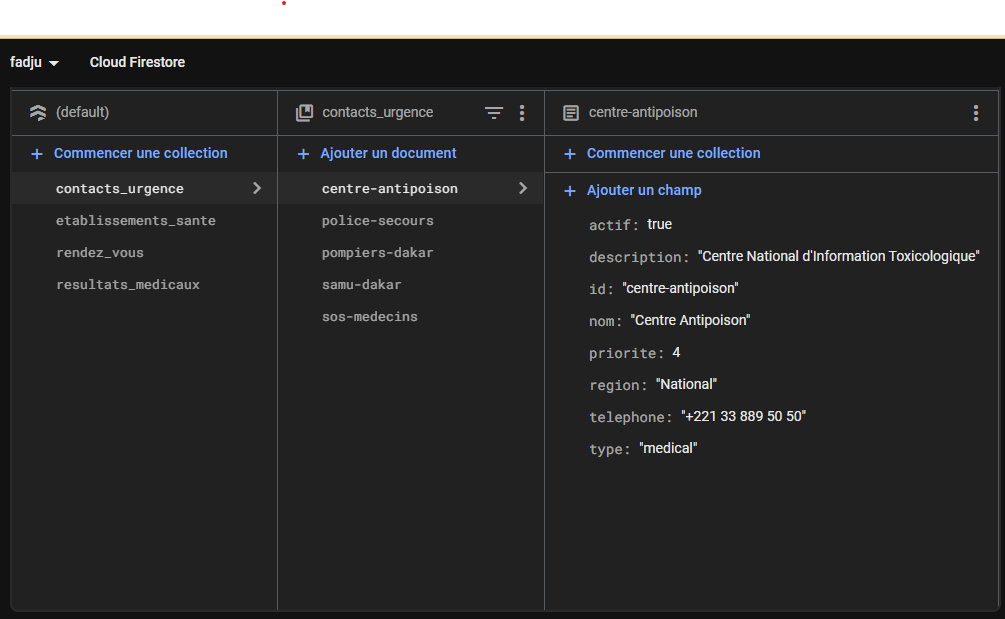 fadju
Cloud Firestore
(default)
contacts_urgence
centre-antipoison
Commencer une collection
contacts_urgence
etablissements_sante
rendez_vous
resultats_medicaux
Ajouter un document
centre-antipoison
police-secours
pompiers-dakar
samu-dakar
sos-medecins
Commencer une collection
Ajouter un champ
actif: true
description: "Centre National d'Information Toxicologique"
id: "centre-antipoison"
nom: "Centre Antipoison"
priorite: 4
region: "National"
telephone: "+221 33 889 50 50"
type: "medical"